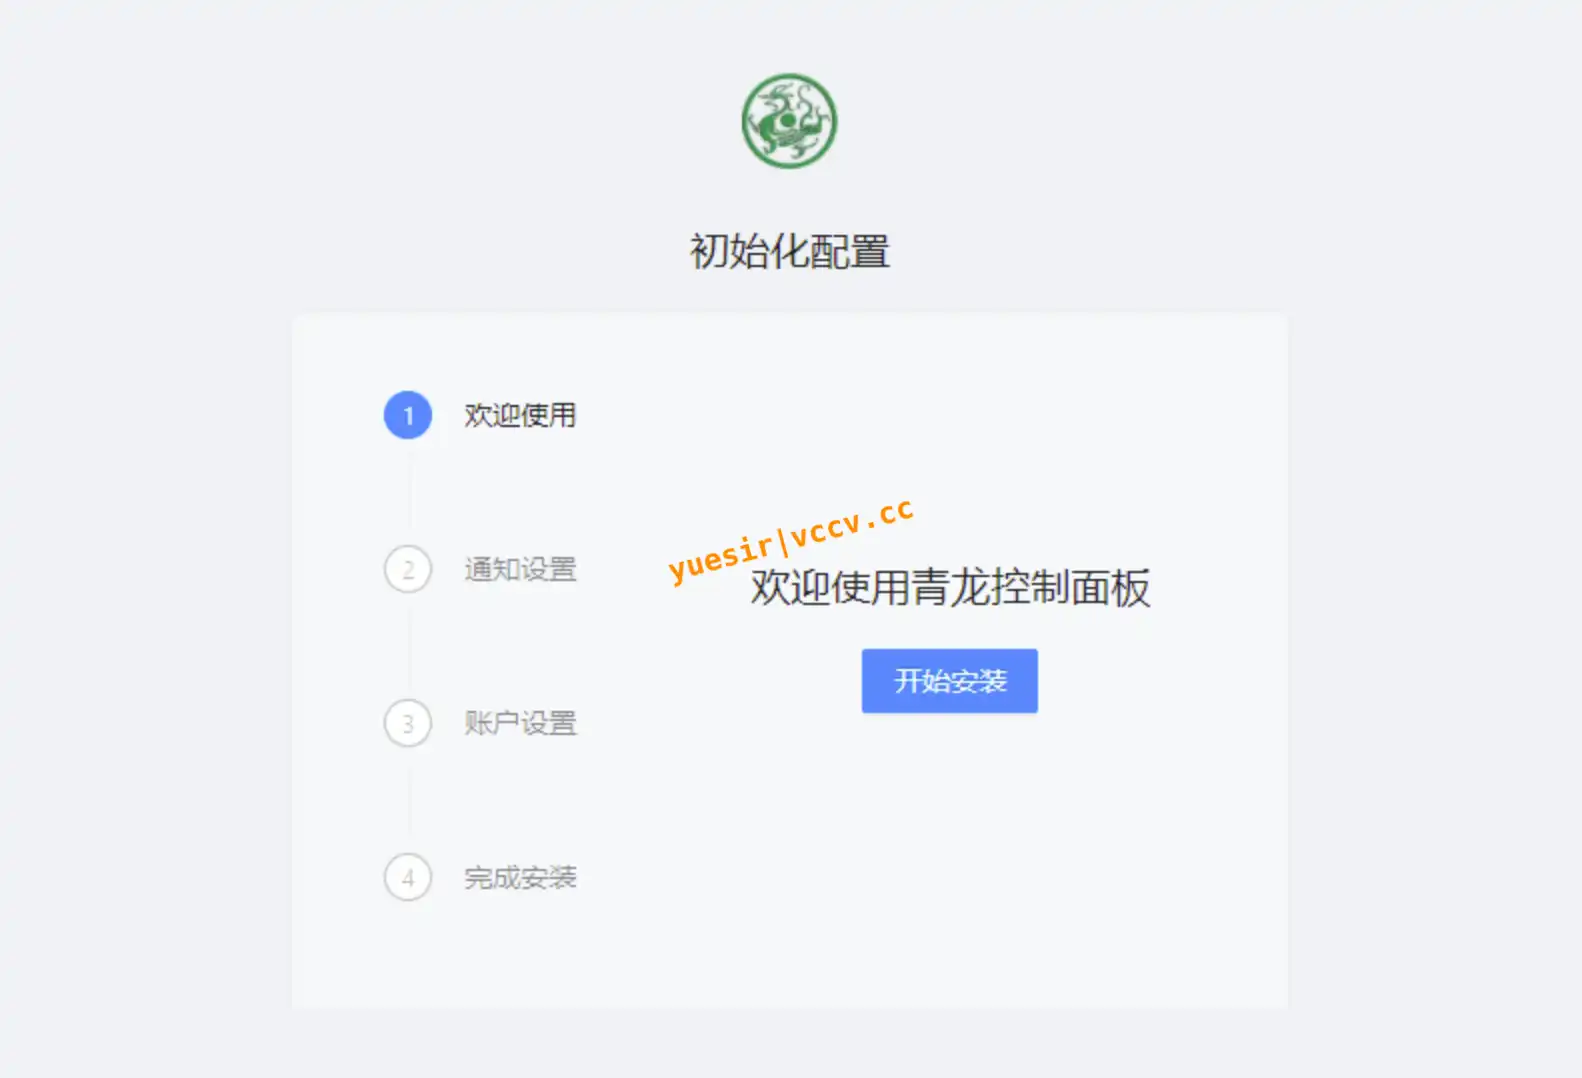 初始化配置
1 欢迎使用
2 通知设置
3 账户设置
4 完成安装
yuesir|vccv.cc
欢迎使用青龙控制面板
开始安装